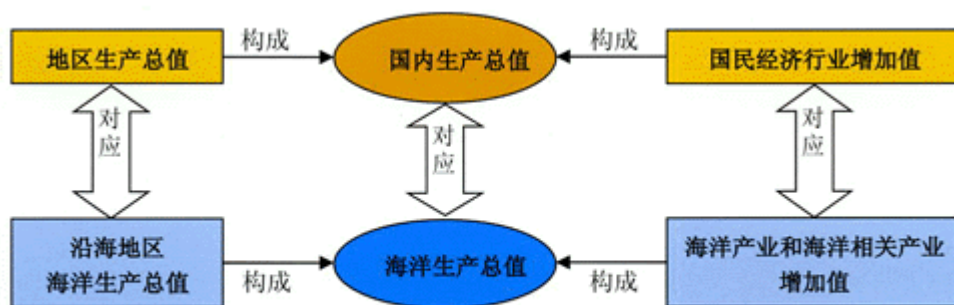 构成
构成
地区生产总值
国内生产总值
国民经济行业增加值
对应
对应
对应
沿海地区
海洋生产总值
海洋生产总值
海洋产业和海洋相关产业
增加值
构成
构成